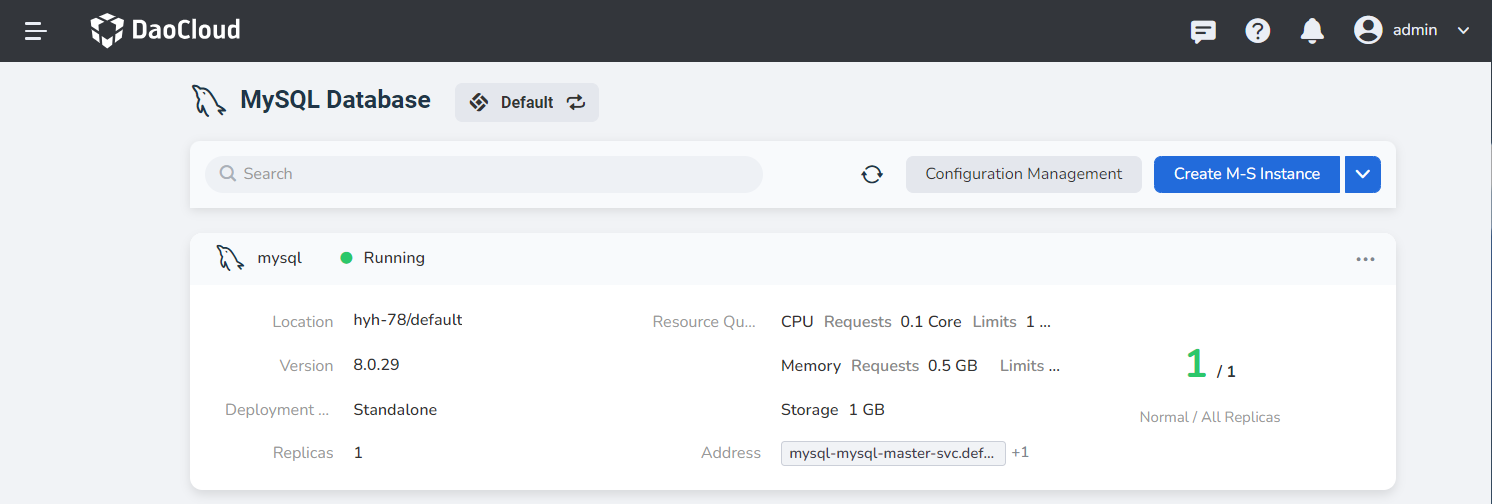 DaoCloud admin
MySQL Database Default
Search Configuration Management Create M-S Instance
mysql Running
Location hyh-78/default Resource Qu... CPU Requests 0.1 Core Limits 1 ...
Version 8.0.29 Memory Requests 0.5 GB Limits ...
1 / 1
Deployment ... Standalone Storage 1 GB
Normal / All Replicas
Replicas 1 Address mysql-mysql-master-svc.def... +1